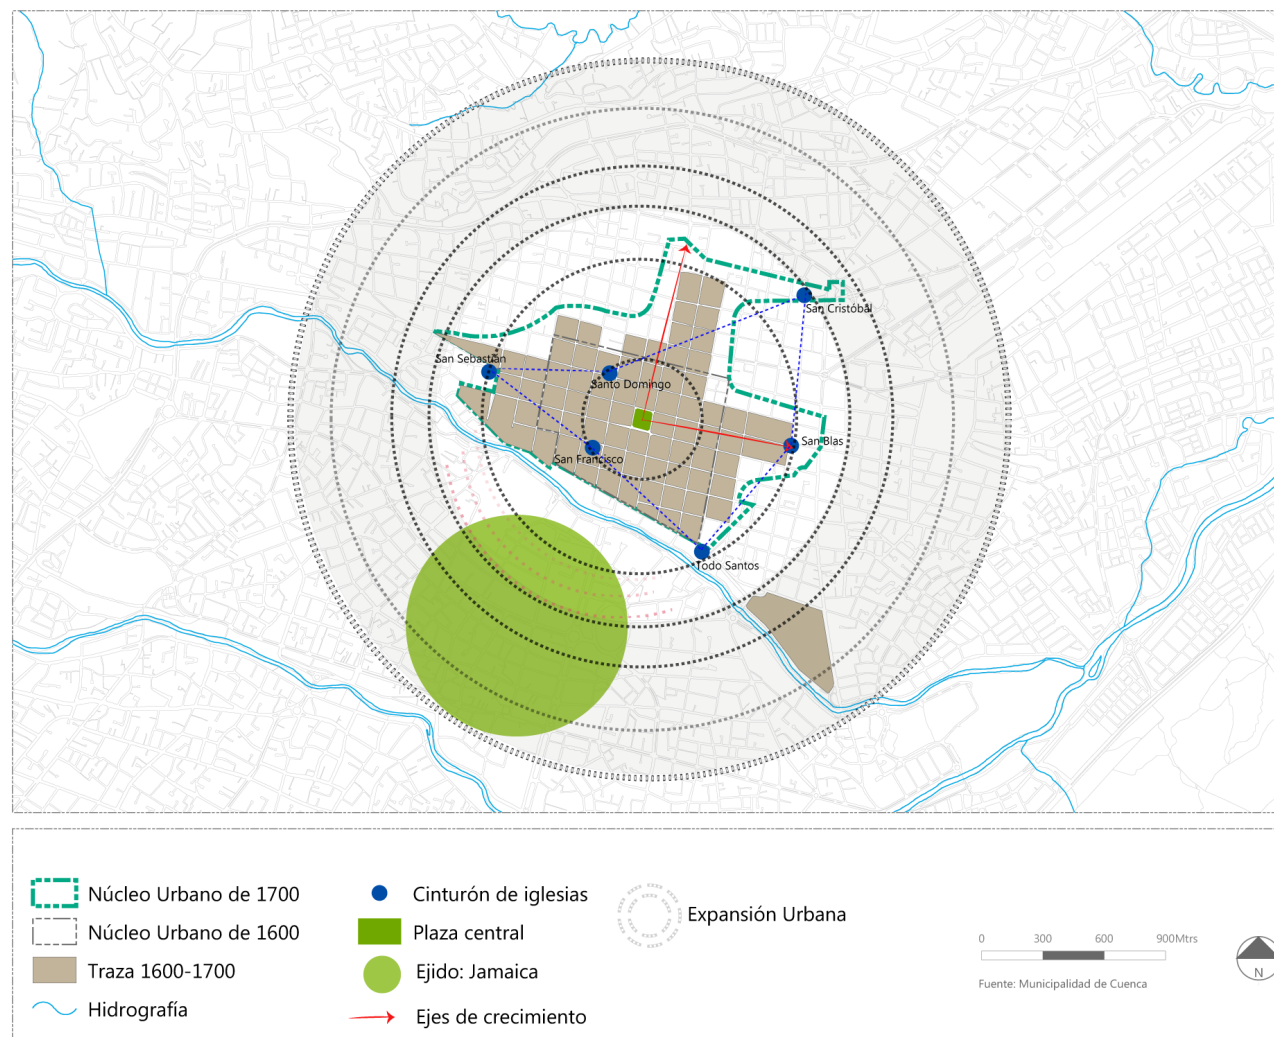 San Cristóbal
San Sebastián
Santo Domingo
San Blas
San Francisco
Todo Santos
Núcleo Urbano de 1700
Núcleo Urbano de 1600
Traza 1600-1700
Hidrografía
Cinturón de iglesias
Plaza central
Ejido: Jamaica
Ejes de crecimiento
Expansión Urbana
0 300 600 900Mtrs
Fuente: Municipalidad de Cuenca
N